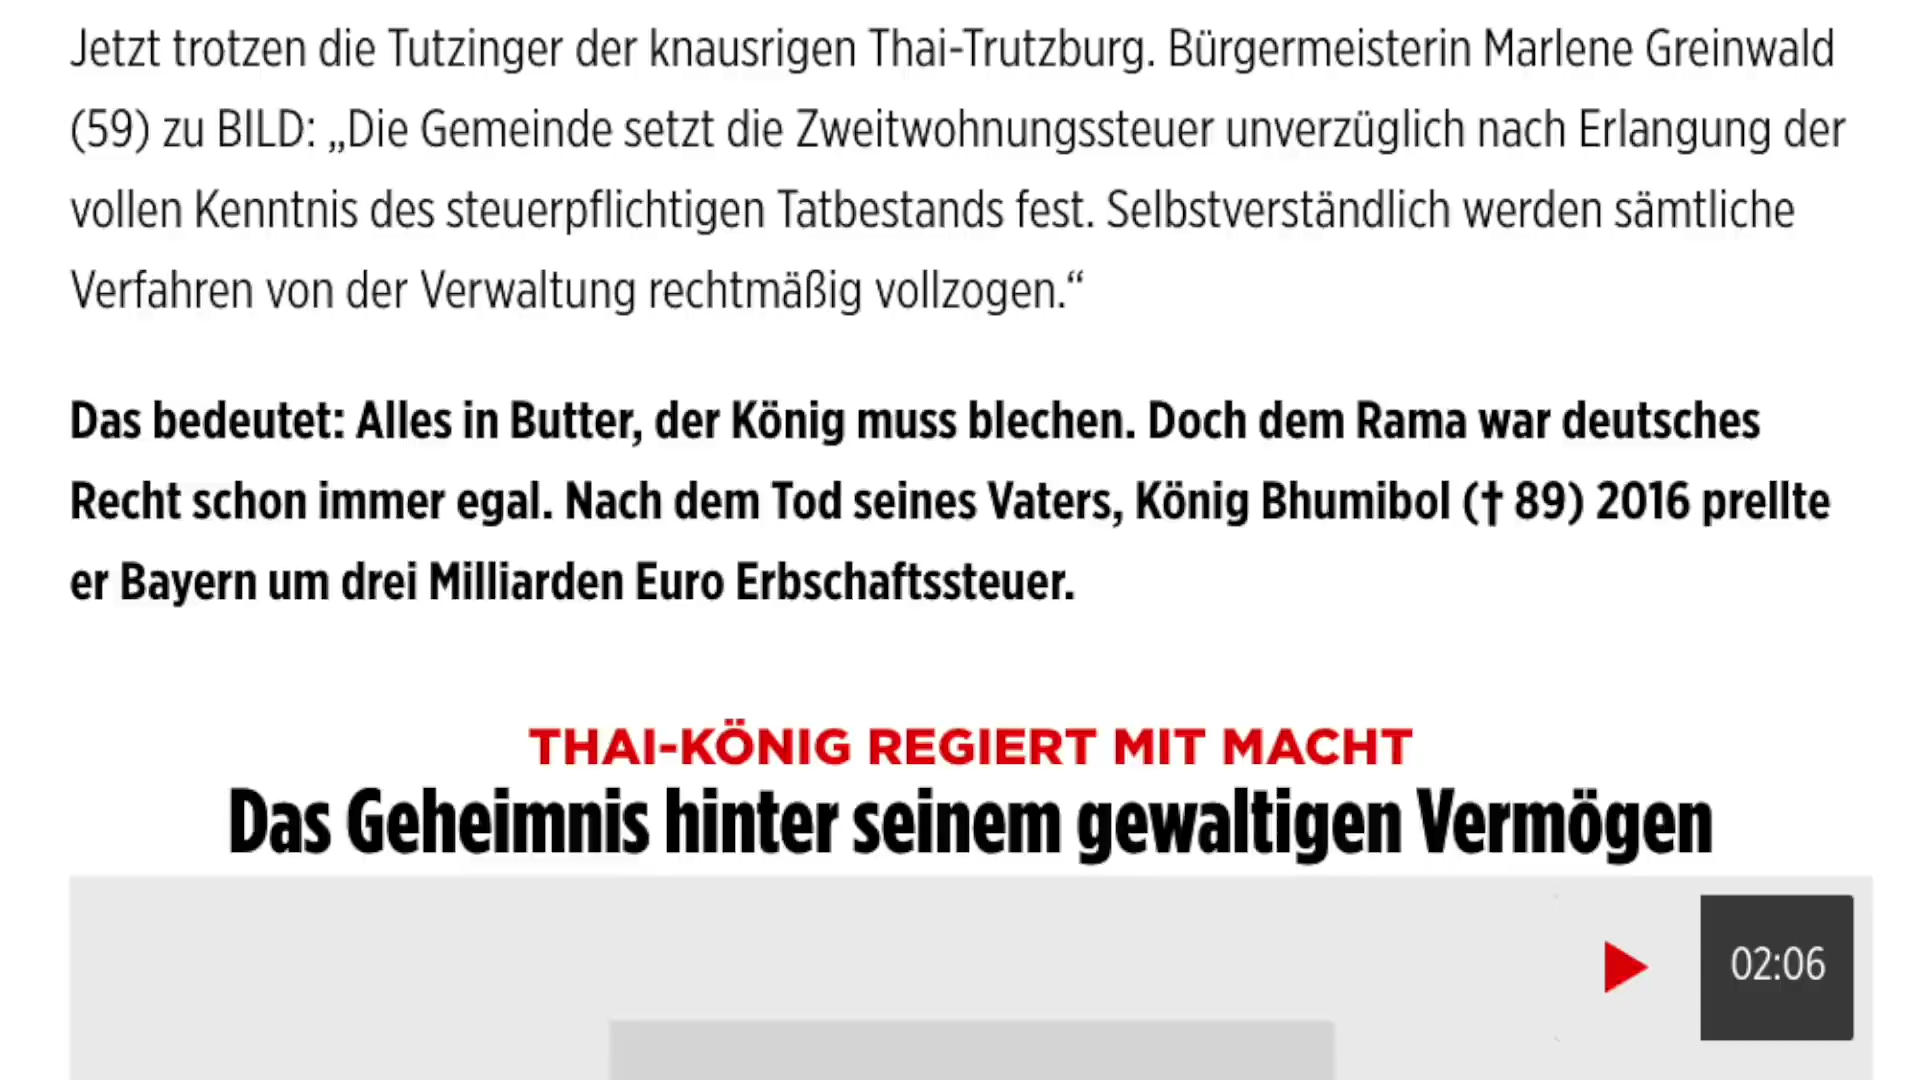 Jetzt trotzen die Tutzinger der knausrigen Thai-Trutzburg. Bürgermeisterin Marlene Greinwald
(59) zu BILD: „Die Gemeinde setzt die Zweitwohnungssteuer unverzüglich nach Erlangung der
vollen Kenntnis des steuerpflichtigen Tatbestands fest. Selbstverständlich werden sämtliche
Verfahren von der Verwaltung rechtmäßig vollzogen.“
Das bedeutet: Alles in Butter, der König muss blechen. Doch dem Rama war deutsches
Recht schon immer egal. Nach dem Tod seines Vaters, König Bhumibol († 89) 2016 prellte
er Bayern um drei Milliarden Euro Erbschaftssteuer.
THAI-KÖNIG REGIERT MIT MACHT
Das Geheimnis hinter seinem gewaltigen Vermögen
02:06